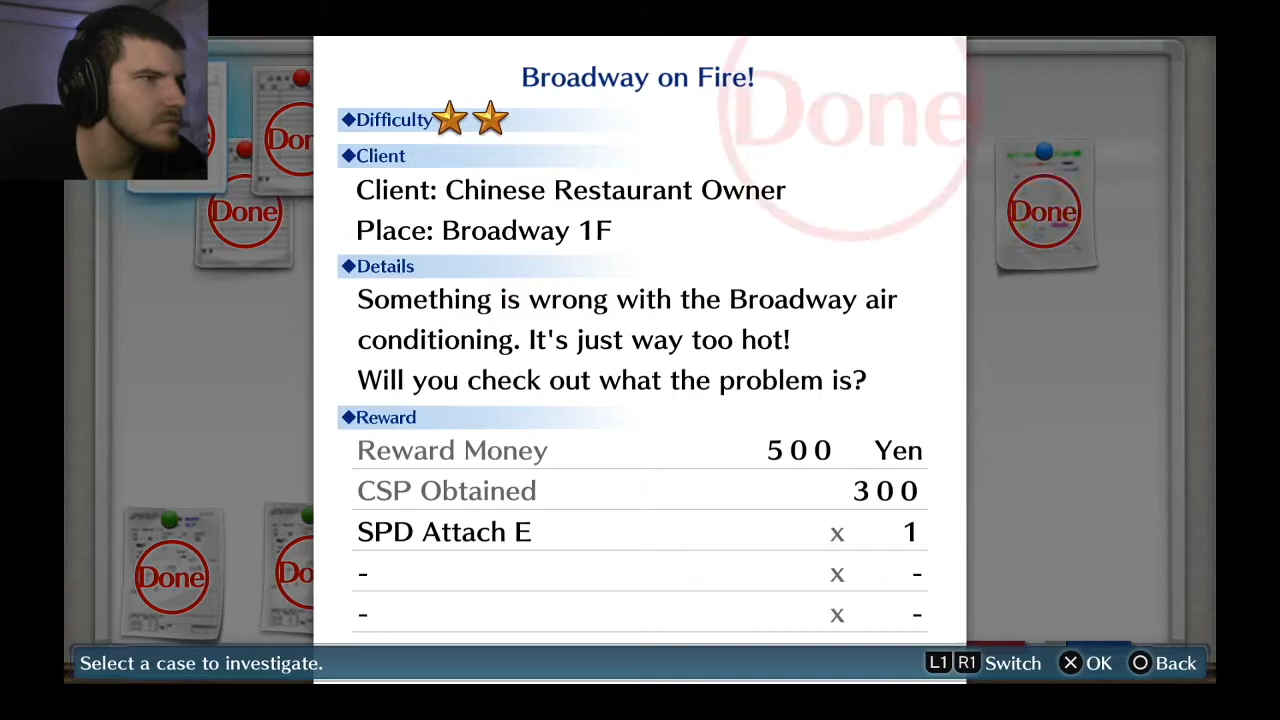 Broadway on Fire!
Done
◆Difficulty
◆Client
Client: Chinese Restaurant Owner
Place: Broadway 1F
◆Details
Something is wrong with the Broadway air
conditioning. It's just way too hot!
Will you check out what the problem is?
◆Reward
Reward Money 500 Yen
CSP Obtained 300
SPD Attach E x 1
- x -
- x -
Don
Done
Done
Done
Do
Select a case to investigate.
L1 R1 Switch X OK O Back